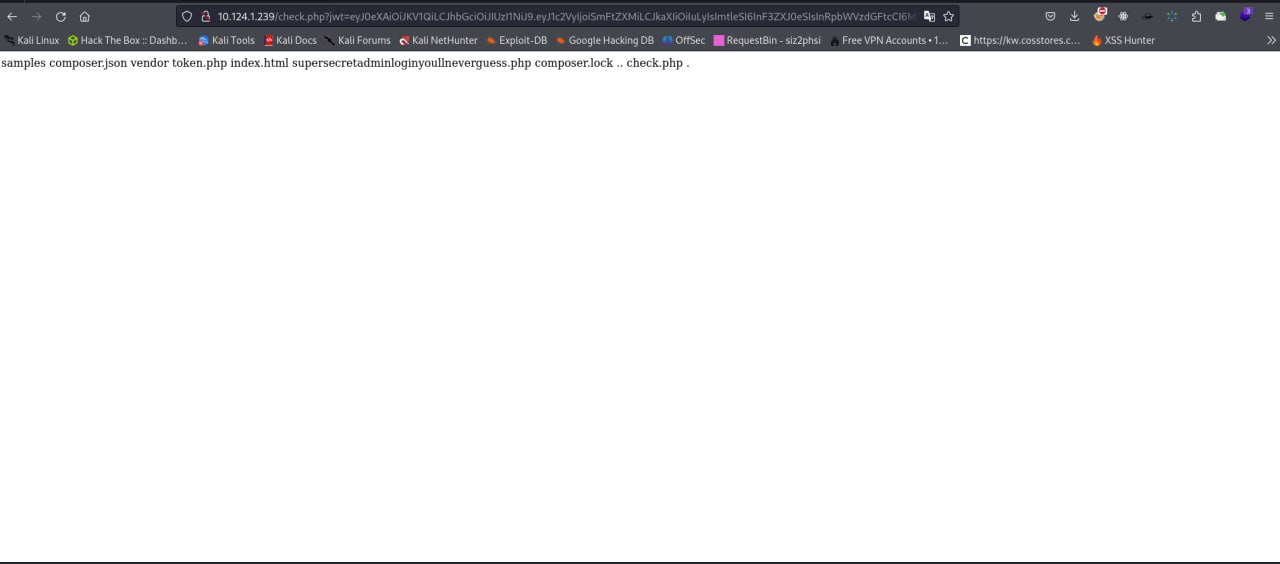 10.124.1.239/check.php?jwt=eyJ0eXAiOiJKV1QiLCJhbGciOiJIUzI1NiJ9.eyJ1c2VyIjoiSmFtZXMiLCJkaXIiOiIuLyIsImtleSI6InF3ZXJ0eSIsInRpbWVzdGFtcCI6M
3
Kali Linux Hack The Box :: Dashb… Kali Tools Kali Docs Kali Forums Kali NetHunter Exploit-DB Google Hacking DB OffSec RequestBin - siz2phsi Free VPN Accounts • 1… https://kw.cosstores.c… XSS Hunter
samples composer.json vendor token.php index.html supersecretadminloginyoullneverguess.php composer.lock .. check.php .